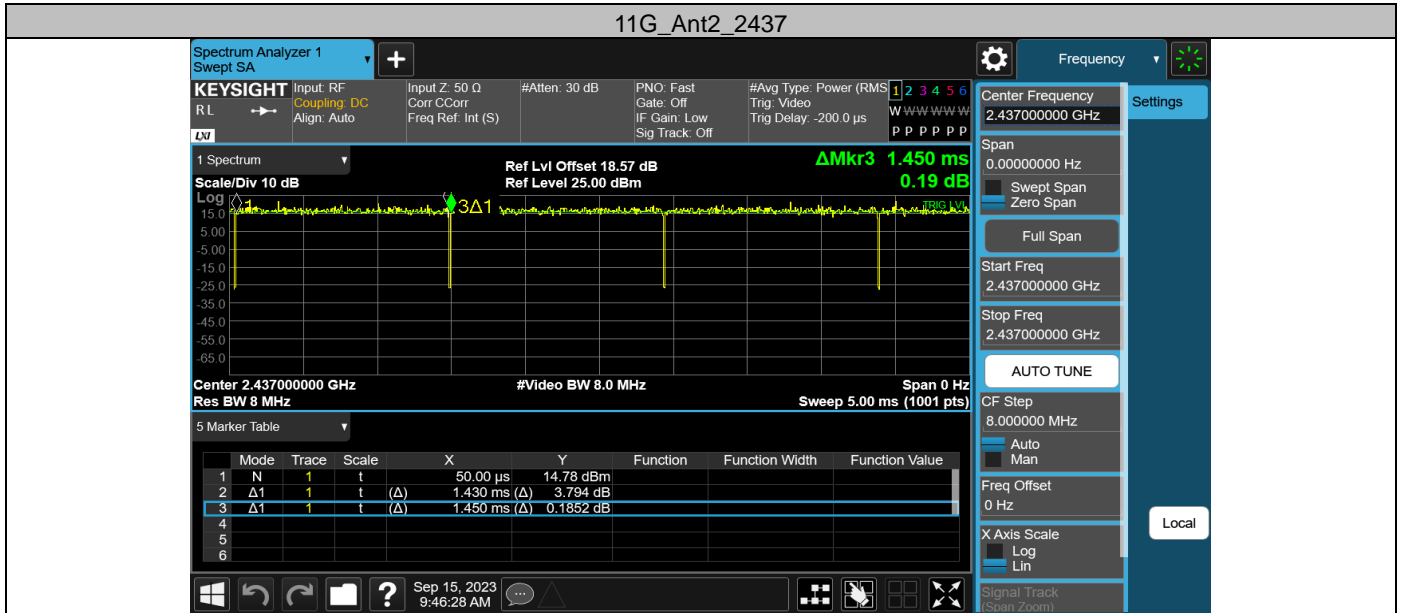 11G_Ant2_2437
Spectrum Analyzer 1
Swept SA
Frequency
KEYSIGHT
RL
LXI
Input: RF
Coupling: DC
Align: Auto
Input Z: 50 Ω
Corr CCorr
Freq Ref: Int (S)
#Atten: 30 dB
PNO: Fast
Gate: Off
IF Gain: Low
Sig Track: Off
#Avg Type: Power (RMS
Trig: Video
Trig Delay: -200.0 µs
1 2 3 4 5 6
W W W W W W
P P P P P P
1 Spectrum
Scale/Div 10 dB
Ref Lvl Offset 18.57 dB
Ref Level 25.00 dBm
ΔMkr3 1.450 ms
0.19 dB
Log
1
3Δ1
TRIG LVL
15.0
5.00
-5.00
-15.0
-25.0
-35.0
-45.0
-55.0
-65.0
Center 2.437000000 GHz
#Video BW 8.0 MHz
Span 0 Hz
Res BW 8 MHz
Sweep 5.00 ms (1001 pts)
5 Marker Table
Mode Trace Scale X Y Function Function Width Function Value
1 N 1 t 50.00 µs 14.78 dBm
2 Δ1 1 t (Δ) 1.430 ms (Δ) 3.794 dB
3 Δ1 1 t (Δ) 1.450 ms (Δ) 0.1852 dB
4
5
6
Sep 15, 2023
9:46:28 AM
?
Center Frequency
2.437000000 GHz
Span
0.00000000 Hz
Swept Span
Zero Span
Full Span
Start Freq
2.437000000 GHz
Stop Freq
2.437000000 GHz
AUTO TUNE
CF Step
8.000000 MHz
Auto
Man
Freq Offset
0 Hz
X Axis Scale
Log
Lin
Signal Track
(Span Zoom)
Settings
Local